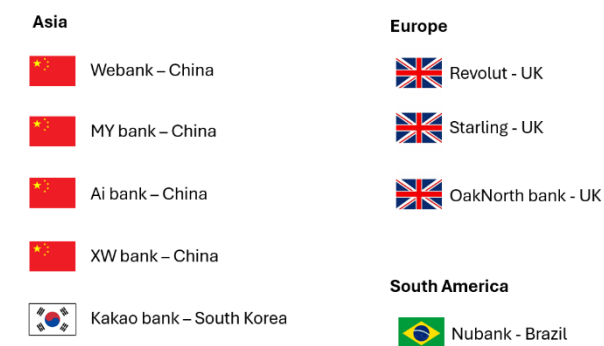 Asia
Webank – China
MY bank – China
Ai bank – China
XW bank – China
Kakao bank – South Korea
Europe
Revolut - UK
Starling - UK
OakNorth bank - UK
South America
Nubank - Brazil